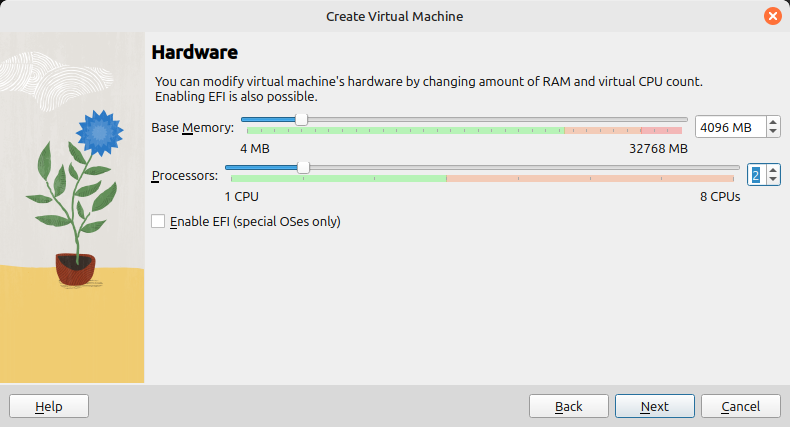 Create Virtual Machine
Hardware
You can modify virtual machine's hardware by changing amount of RAM and virtual CPU count.
Enabling EFI is also possible.
Base Memory:
4096 MB
4 MB
32768 MB
Processors:
2
1 CPU
8 CPUs
Enable EFI (special OSes only)
Help
Back
Next
Cancel